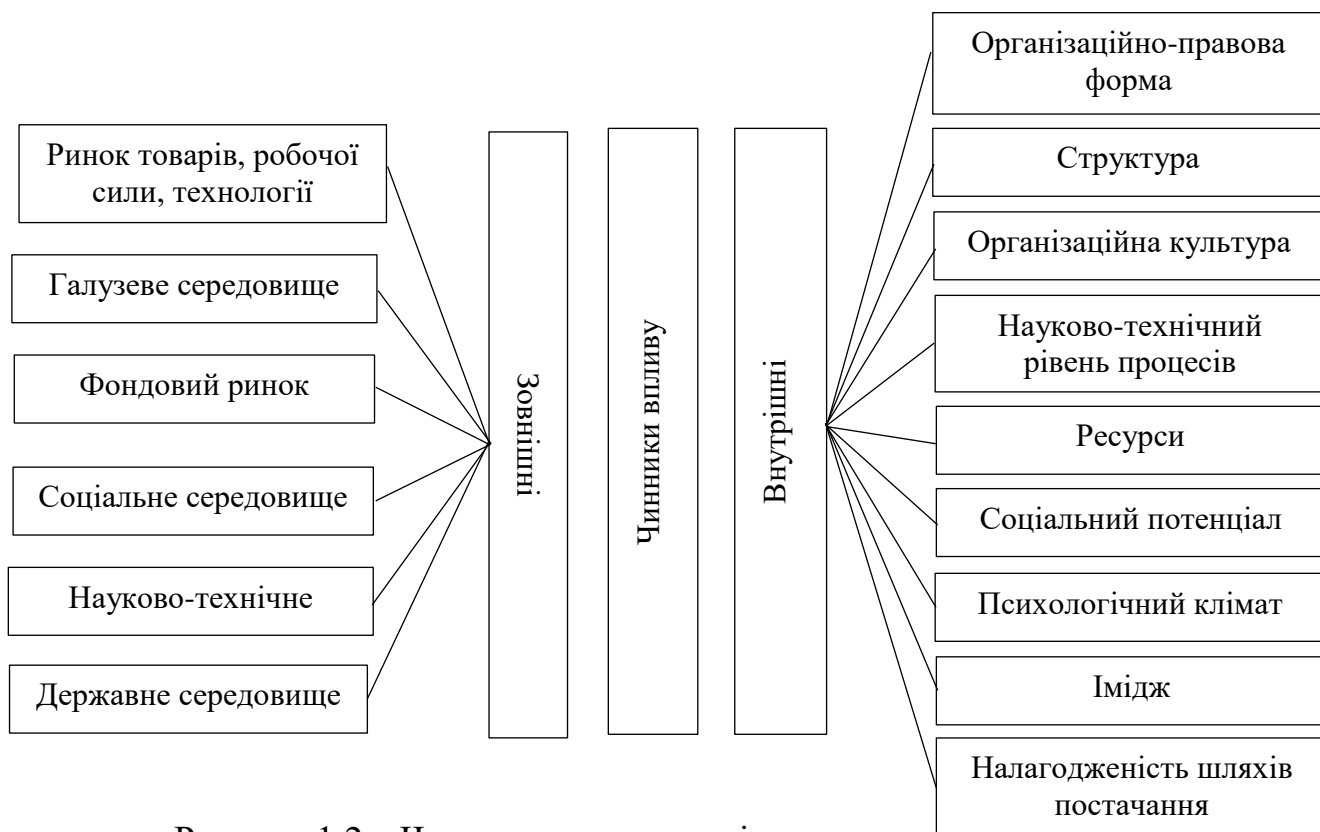 Ринок товарів, робочої
сили, технології
Галузеве середовище
Фондовий ринок
Соціальне середовище
Науково-технічне
Державне середовище
Зовнішні
Чинники впливу
Внутрішні
Організаційно-правова
форма
Структура
Організаційна культура
Науково-технічний
рівень процесів
Ресурси
Соціальний потенціал
Психологічний клімат
Імідж
Налагодженість шляхів
постачання
1.2